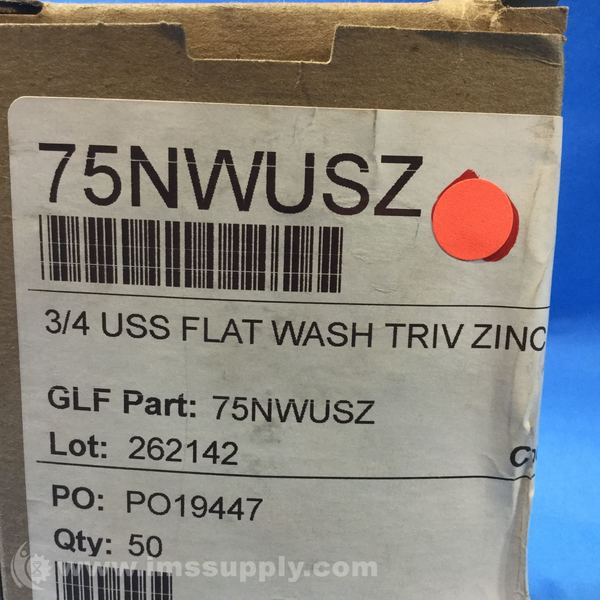 75NWUSZ
3/4 USS FLAT WASH TRIV ZINC
GLF Part: 75NWUSZ
Lot: 262142
PO: PO19447
Qty: 50
www.imssupply.com